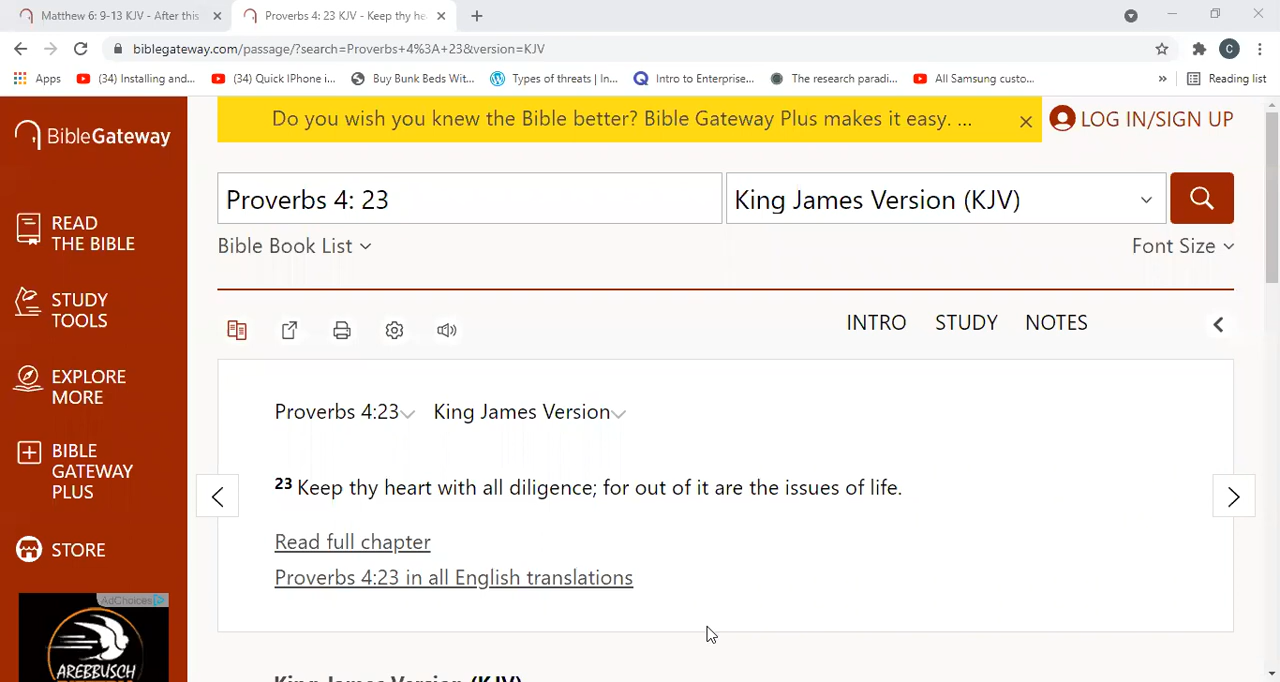 Matthew 6: 9-13 KJV - After this
Proverbs 4: 23 KJV - Keep thy he
biblegateway.com/passage/?search=Proverbs+4%3A+23&version=KJV
C
Apps
(34) Installing and...
(34) Quick IPhone i...
Buy Bunk Beds Wit...
Types of threats | In...
Intro to Enterprise...
The research paradi...
All Samsung custo...
»
Reading list
BibleGateway
Do you wish you knew the Bible better? Bible Gateway Plus makes it easy. ...
LOG IN/SIGN UP
Proverbs 4: 23
King James Version (KJV)
Bible Book List
Font Size
READ
THE BIBLE
STUDY
TOOLS
EXPLORE
MORE
BIBLE
GATEWAY
PLUS
STORE
INTRO
STUDY
NOTES
Proverbs 4:23
King James Version
23 Keep thy heart with all diligence; for out of it are the issues of life.
Read full chapter
Proverbs 4:23 in all English translations
AdChoices
AREBBUSCH
King James Version (KJV)